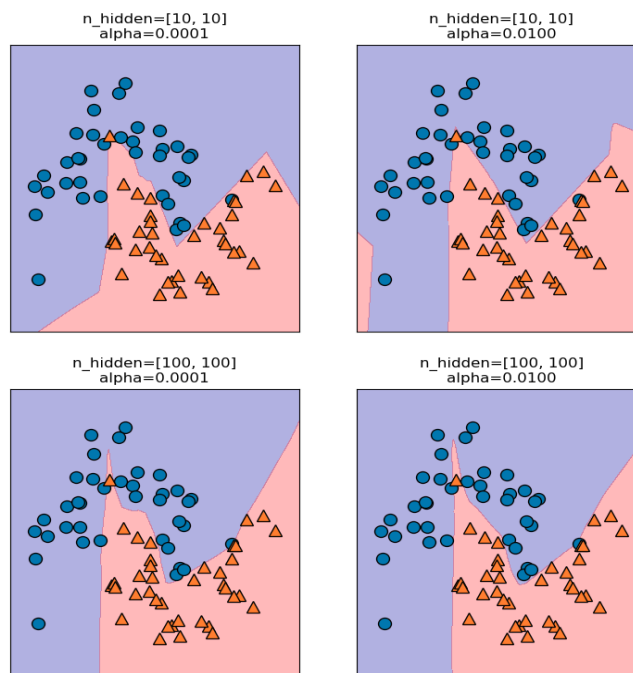 n_hidden=[10, 10]
alpha=0.0001
n_hidden=[10, 10]
alpha=0.0100
n_hidden=[100, 100]
alpha=0.0001
n_hidden=[100, 100]
alpha=0.0100